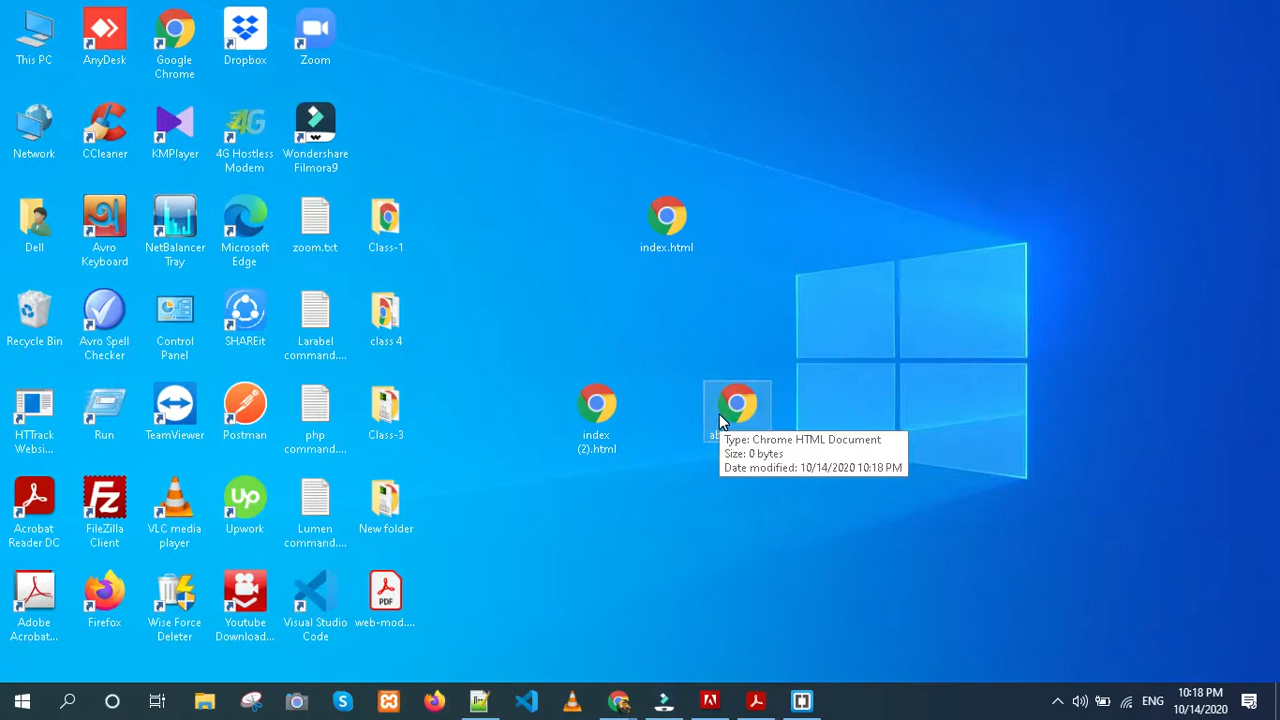 This PC
AnyDesk
Google
Chrome
Dropbox
Zoom
Network
CCleaner
KMPlayer
4G Hostless
Modem
Wondershare
Filmora9
Dell
Avro
Keyboard
NetBalancer
Tray
Microsoft
Edge
zoom.txt
Class-1
index.html
Recycle Bin
Avro Spell
Checker
Control
Panel
SHAREit
Larabel
command....
class 4
HTTrack
Websi...
Run
TeamViewer
Postman
php
command....
Class-3
index
(2).html
Type: Chrome HTML Document
Size: 0 bytes
Date modified: 10/14/2020 10:18 PM
Acrobat
Reader DC
FileZilla
Client
VLC media
player
Up
Upwork
Lumen
command....
New folder
Adobe
Acrobat...
Firefox
Wise Force
Deleter
Youtube
Download...
Visual Studio
Code
PDF
web-mod....
ENG
10:18 PM
10/14/2020